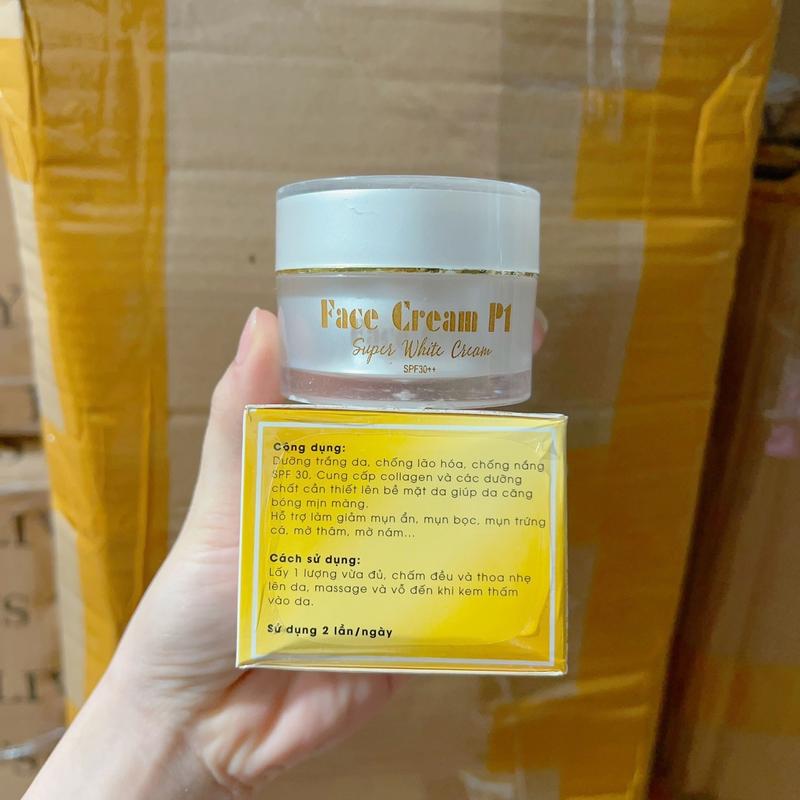 Face Cream P1
Super White Cream
SPF30++
Công dụng:
Dưỡng trắng da, chống lão hóa, chống nắng
SPF 30. Cung cấp collagen và các dưỡng
chất cần thiết lên bề mặt da giúp da căng
bóng mịn màng.
Hỗ trợ làm giảm mụn ẩn, mụn bọc, mụn trứng
cá, mờ thâm, mờ nám...
Cách sử dụng:
Lấy 1 lượng vừa đủ, chấm đều và thoa nhẹ
lên da, massage và vỗ đến khi kem thấm
vào da.
Sử dụng 2 lần/ngày